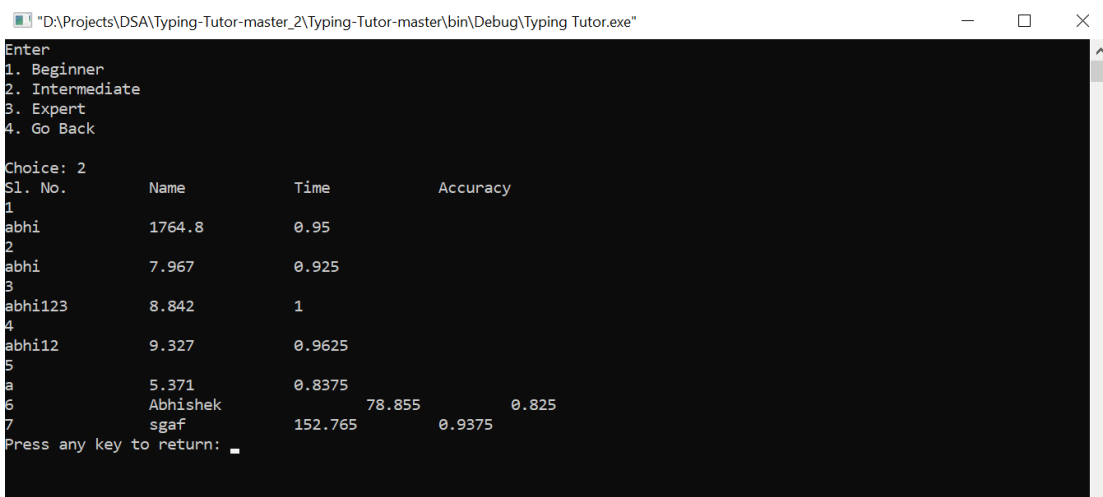 "D:\Projects\DSA\Typing-Tutor-master_2\Typing-Tutor-master\bin\Debug\Typing Tutor.exe"
Enter
1. Beginner
2. Intermediate
3. Expert
4. Go Back
Choice: 2
Sl. No. Name Time Accuracy
1
abhi 1764.8 0.95
2
abhi 7.967 0.925
3
abhi123 8.842 1
4
abhi12 9.327 0.9625
5
a 5.371 0.8375
6 Abhishek 78.855 0.825
7 sgaf 152.765 0.9375
Press any key to return: